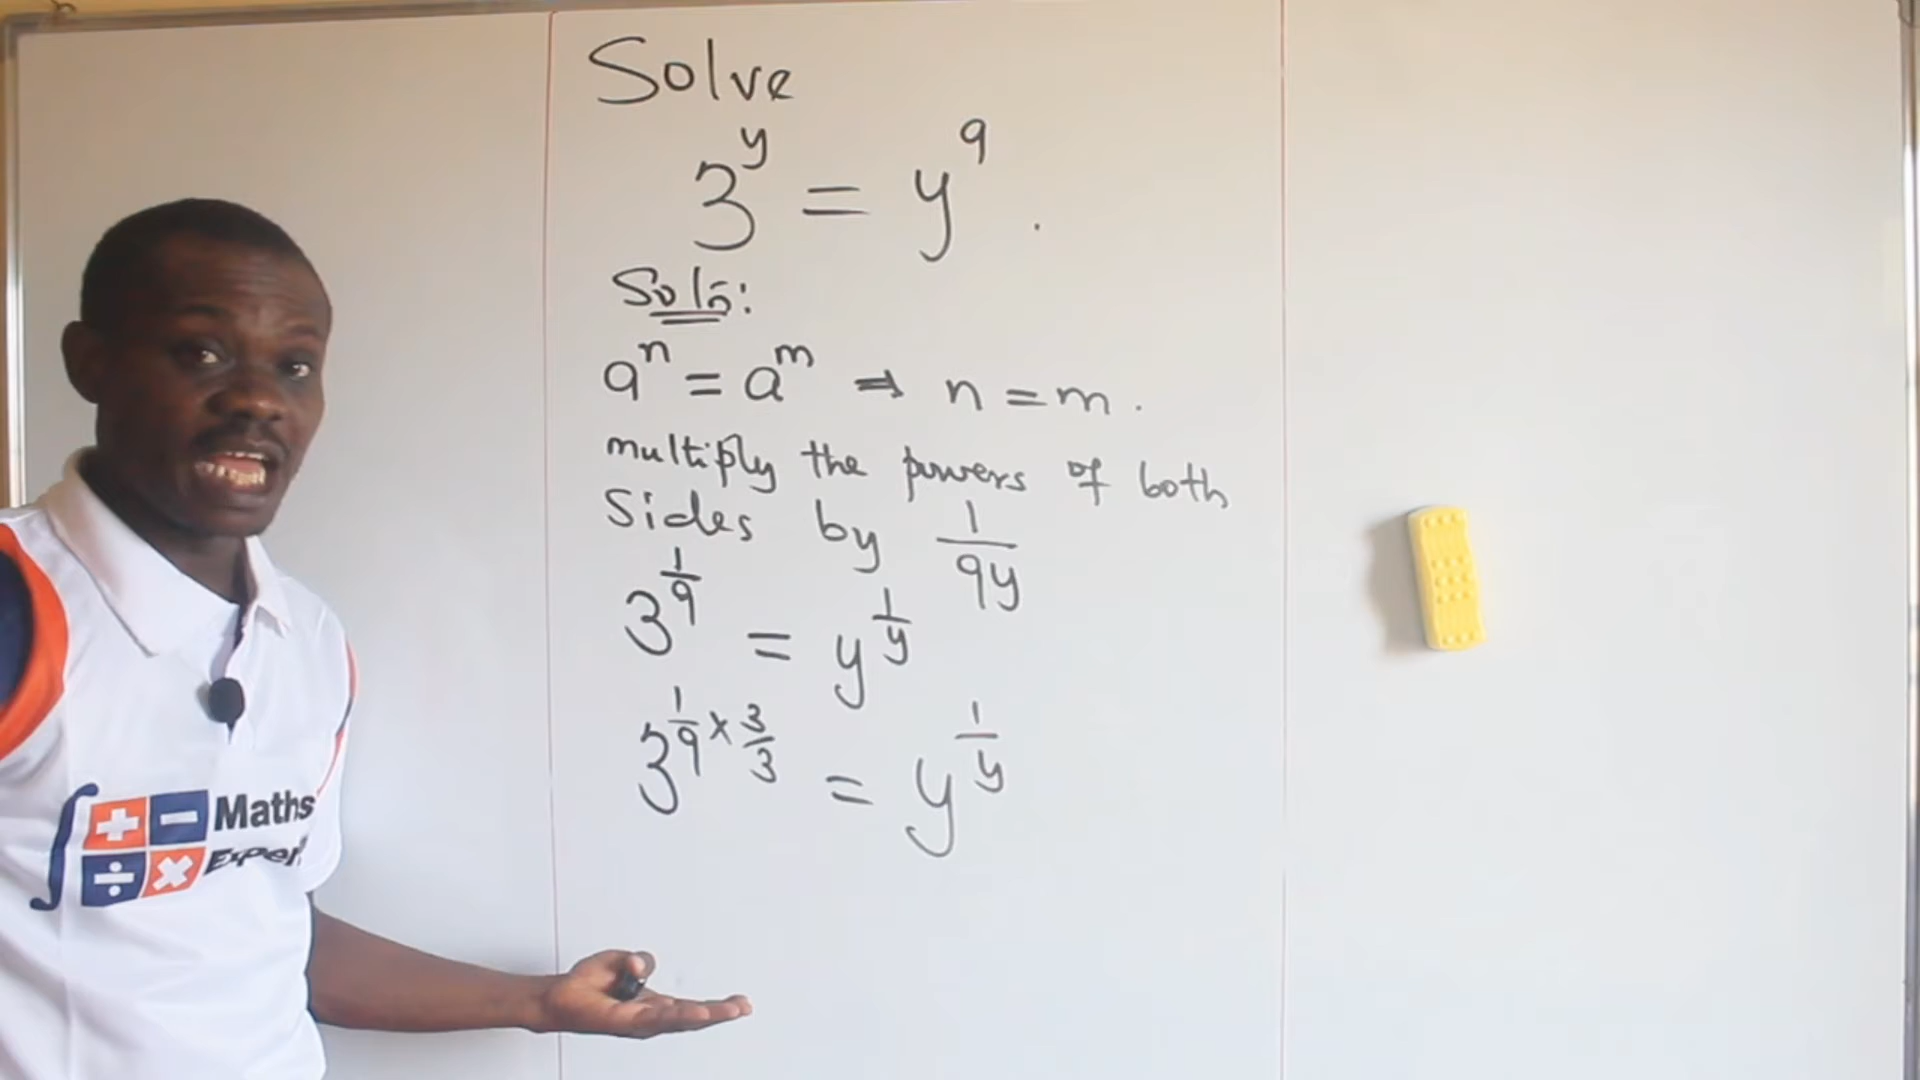 Solve
3^y = y^9.
Soln:
a^n = a^m ⇒ n = m.
multiply the powers of both
sides by 1/9y
3^(1/9) = y^(1/y)
3^(1/9 × 3/3) = y^(1/y)
∫ + − Maths
÷ × Expert